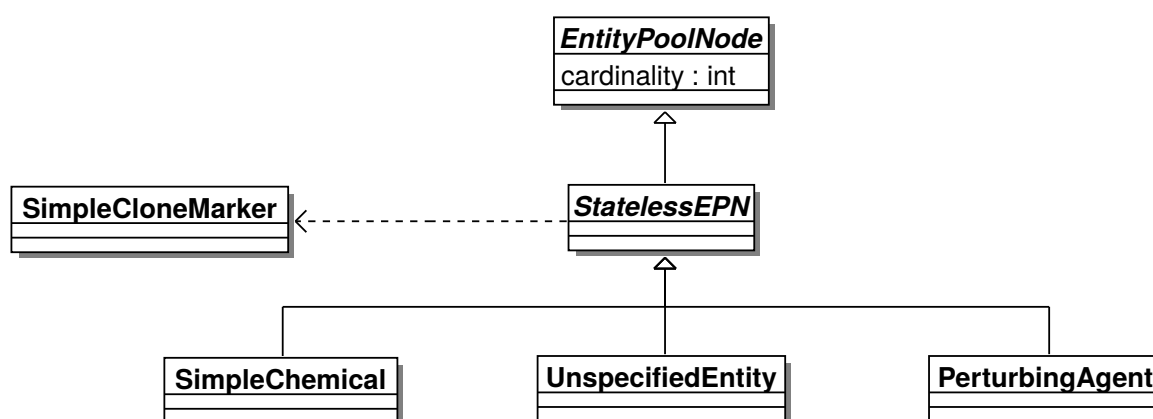 EntityPoolNode
cardinality : int
SimpleCloneMarker
StatelessEPN
SimpleChemical
UnspecifiedEntity
PerturbingAgent